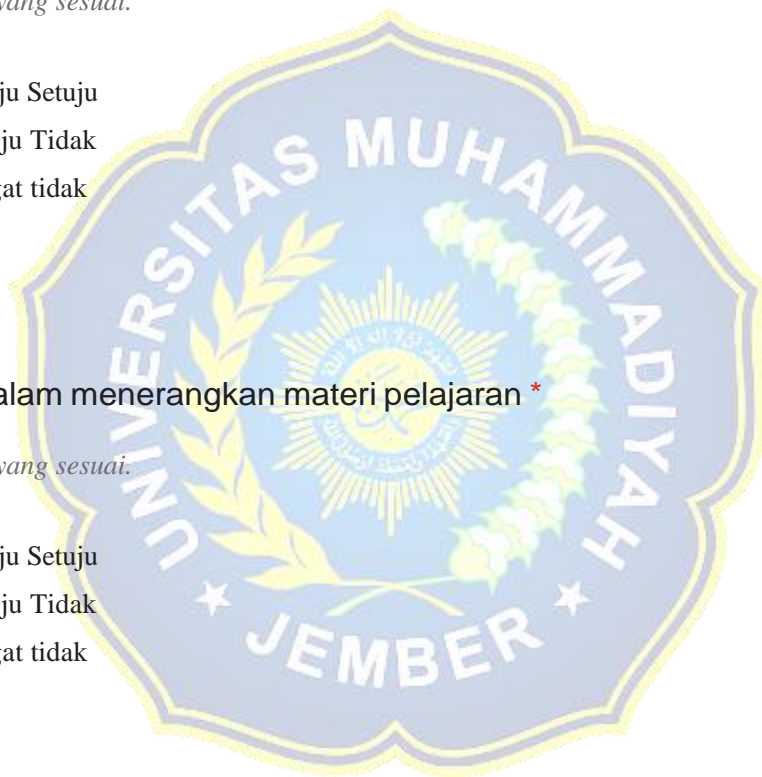 yang sesuai.
ju Setuju
ju Tidak
gat tidak
alam menerangkan materi pelajaran *
yang sesuai.
ju Setuju
ju Tidak
gat tidak
UNIVERSITAS MUHAMMADIYAH
JEMBER